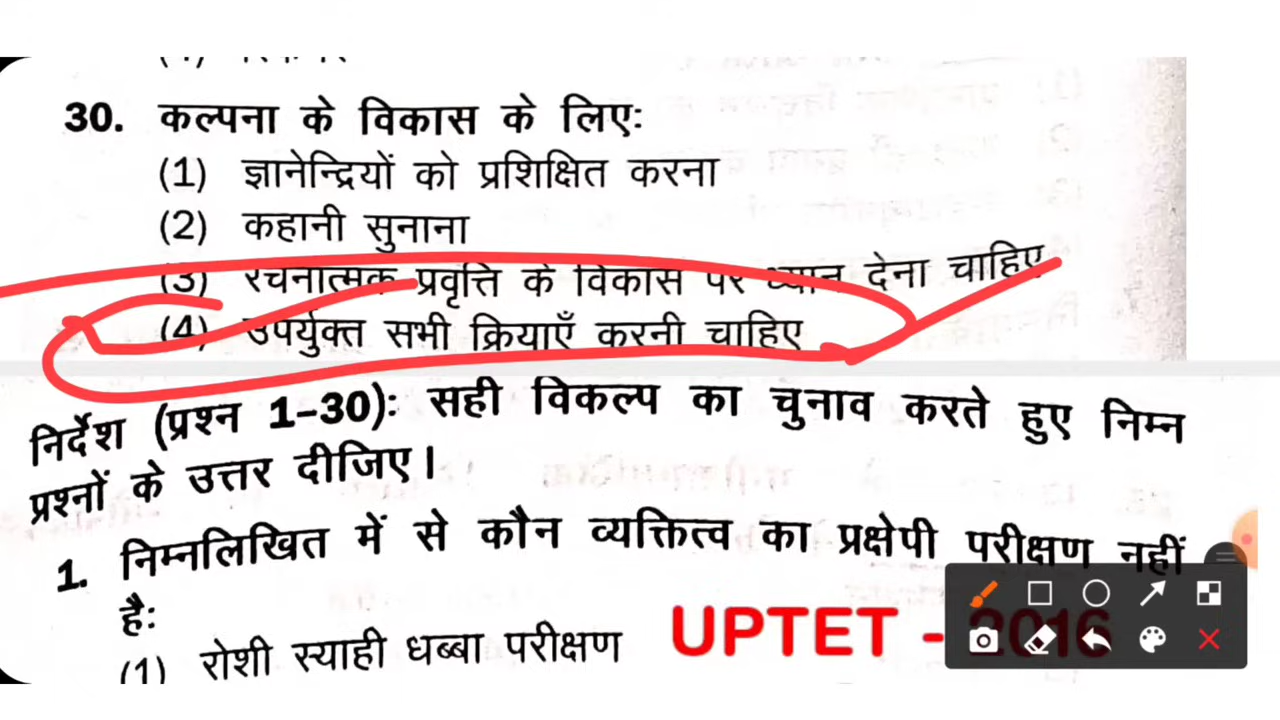 30. कल्पना के विकास के लिए:
(1) ज्ञानेन्द्रियों को प्रशिक्षित करना
(2) कहानी सुनाना
(3) रचनात्मक प्रवृत्ति के विकास पर ध्यान देना चाहिए
(4) उपर्युक्त सभी क्रियाएँ करनी चाहिए
निर्देश (प्रश्न 1–30): सही विकल्प का चुनाव करते हुए निम्न
प्रश्नों के उत्तर दीजिए।
1. निम्नलिखित में से कौन व्यक्तित्व का प्रक्षेपी परीक्षण नहीं
है:
(1) रोशी स्याही धब्बा परीक्षण
UPTET - 2016